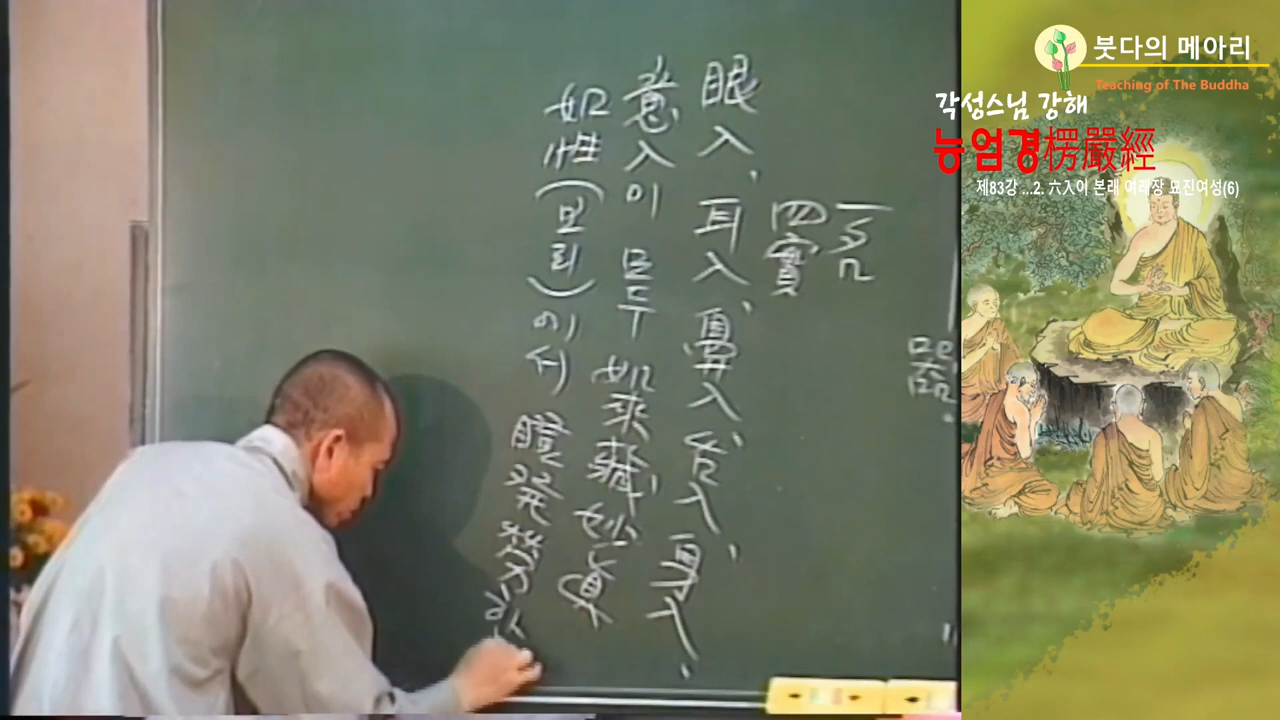 붓다의 메아리
Teaching of The Buddha
각성스님 강해
능엄경楞嚴經
제83강 ...2. 六入이 본래 여래장 묘진여성(6)
器.
四實
眼入, 耳入, 鼻入, 舌入, 身入,
意入이 모두 如來藏, 妙眞
如性(보리)에서 瞪發勞하